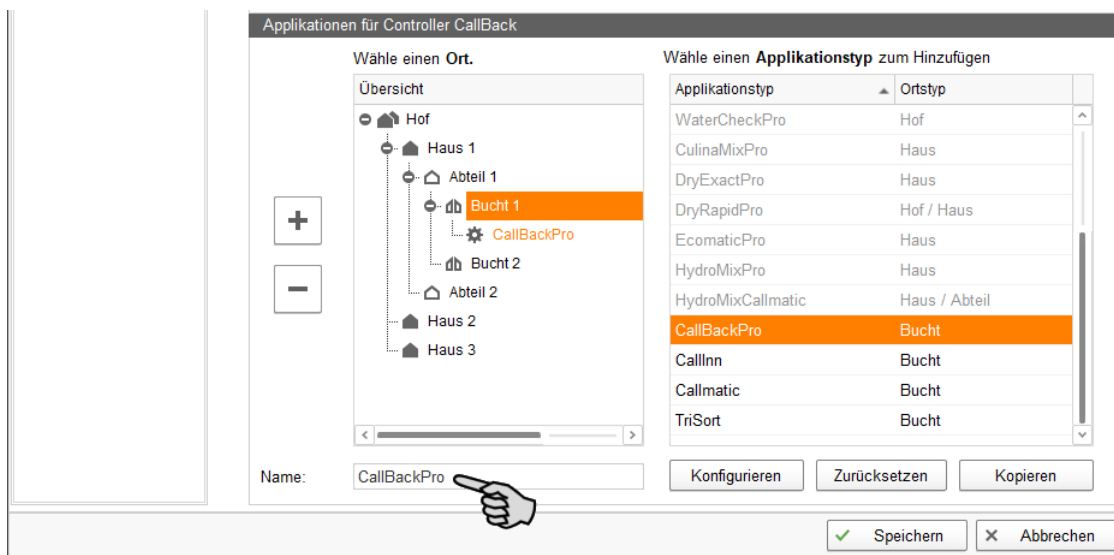 Applikationen für Controller CallBack
Wähle einen Ort.
Übersicht
Hof
Haus 1
Abteil 1
Bucht 1
CallBackPro
Bucht 2
Abteil 2
Haus 2
Haus 3
Wähle einen Applikationstyp zum Hinzufügen
Applikationstyp Ortstyp
WaterCheckPro Hof
CulinaMixPro Haus
DryExactPro Haus
DryRapidPro Hof / Haus
EcomaticPro Haus
HydroMixPro Haus
HydroMixCallmatic Haus / Abteil
CallBackPro Bucht
CallInn Bucht
Callmatic Bucht
TriSort Bucht
Name: CallBackPro
Konfigurieren Zurücksetzen Kopieren
Speichern Abbrechen